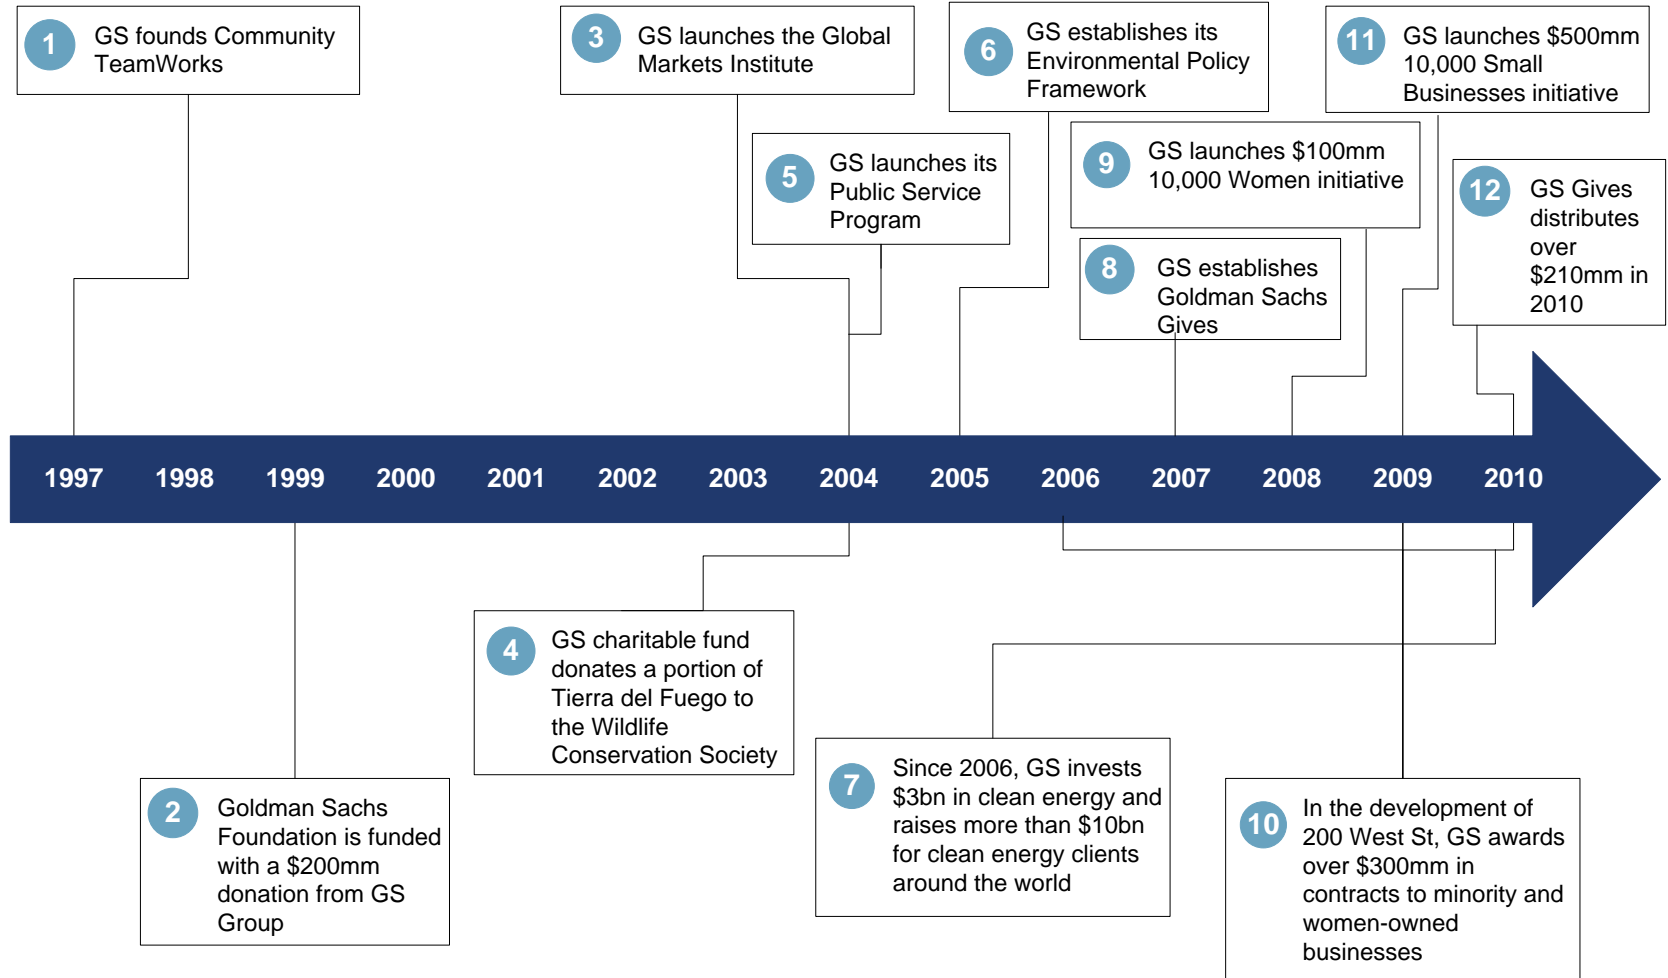 1
GS founds Community
TeamWorks
3
GS launches the Global
Markets Institute
6
GS establishes its
Environmental Policy
Framework
11
GS launches $500mm
10,000 Small
Businesses initiative
5
GS launches its
Public Service
Program
9
GS launches $100mm
10,000 Women initiative
12
GS Gives
distributes
over
$210mm in
2010
8
GS establishes
Goldman Sachs
Gives
1997 1998 1999 2000 2001 2002 2003 2004 2005 2006 2007 2008 2009 2010
4
GS charitable fund
donates a portion of
Tierra del Fuego to
the Wildlife
Conservation Society
2
Goldman Sachs
Foundation is funded
with a $200mm
donation from GS
Group
7
Since 2006, GS invests
$3bn in clean energy and
raises more than $10bn
for clean energy clients
around the world
10
In the development of
200 West St, GS awards
over $300mm in
contracts to minority and
women-owned
businesses